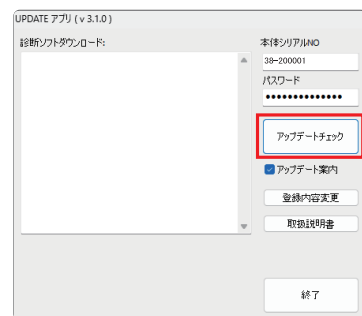 UPDATE アプリ ( v 3.1.0 )
診断ソフトダウンロード:
本体シリアルNO
38-200001
パスワード
●●●●●●●●●●●●●●
アップデートチェック
アップデート案内
登録内容変更
取扱説明書
終了